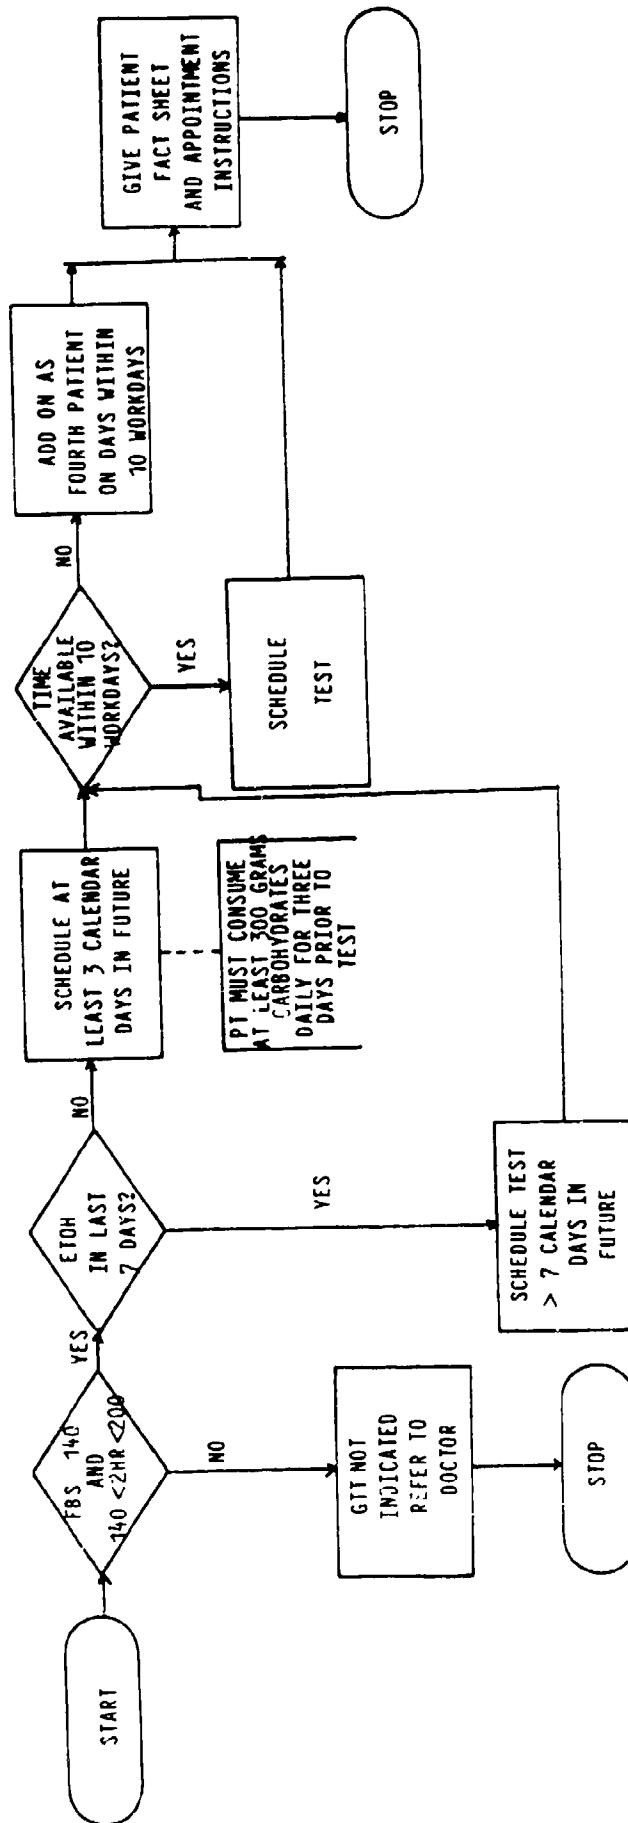 START
FBS 140
AND
140 <2HR <200
YES
NO
GTT NOT
INDICATED
REFER TO
DOCTOR
STOP
ETOH
IN LAST
7 DAYS?
NO
YES
SCHEDULE TEST
> 7 CALENDAR
DAYS IN
FUTURE
SCHEDULE AT
LEAST 3 CALENDAR
DAYS IN FUTURE
PT MUST CONSUME
AT LEAST 300 GRAMS
CARBOHYDRATES
DAILY FOR THREE
DAYS PRIOR TO
TEST
TIME
AVAILABLE
WITHIN 10
WORKDAYS?
NO
YES
SCHEDULE
TEST
ADD ON AS
FOURTH PATIENT
ON DAYS WITHIN
10 WORKDAYS
GIVE PATIENT
FACT SHEET
AND APPOINTMENT
INSTRUCTIONS
STOP